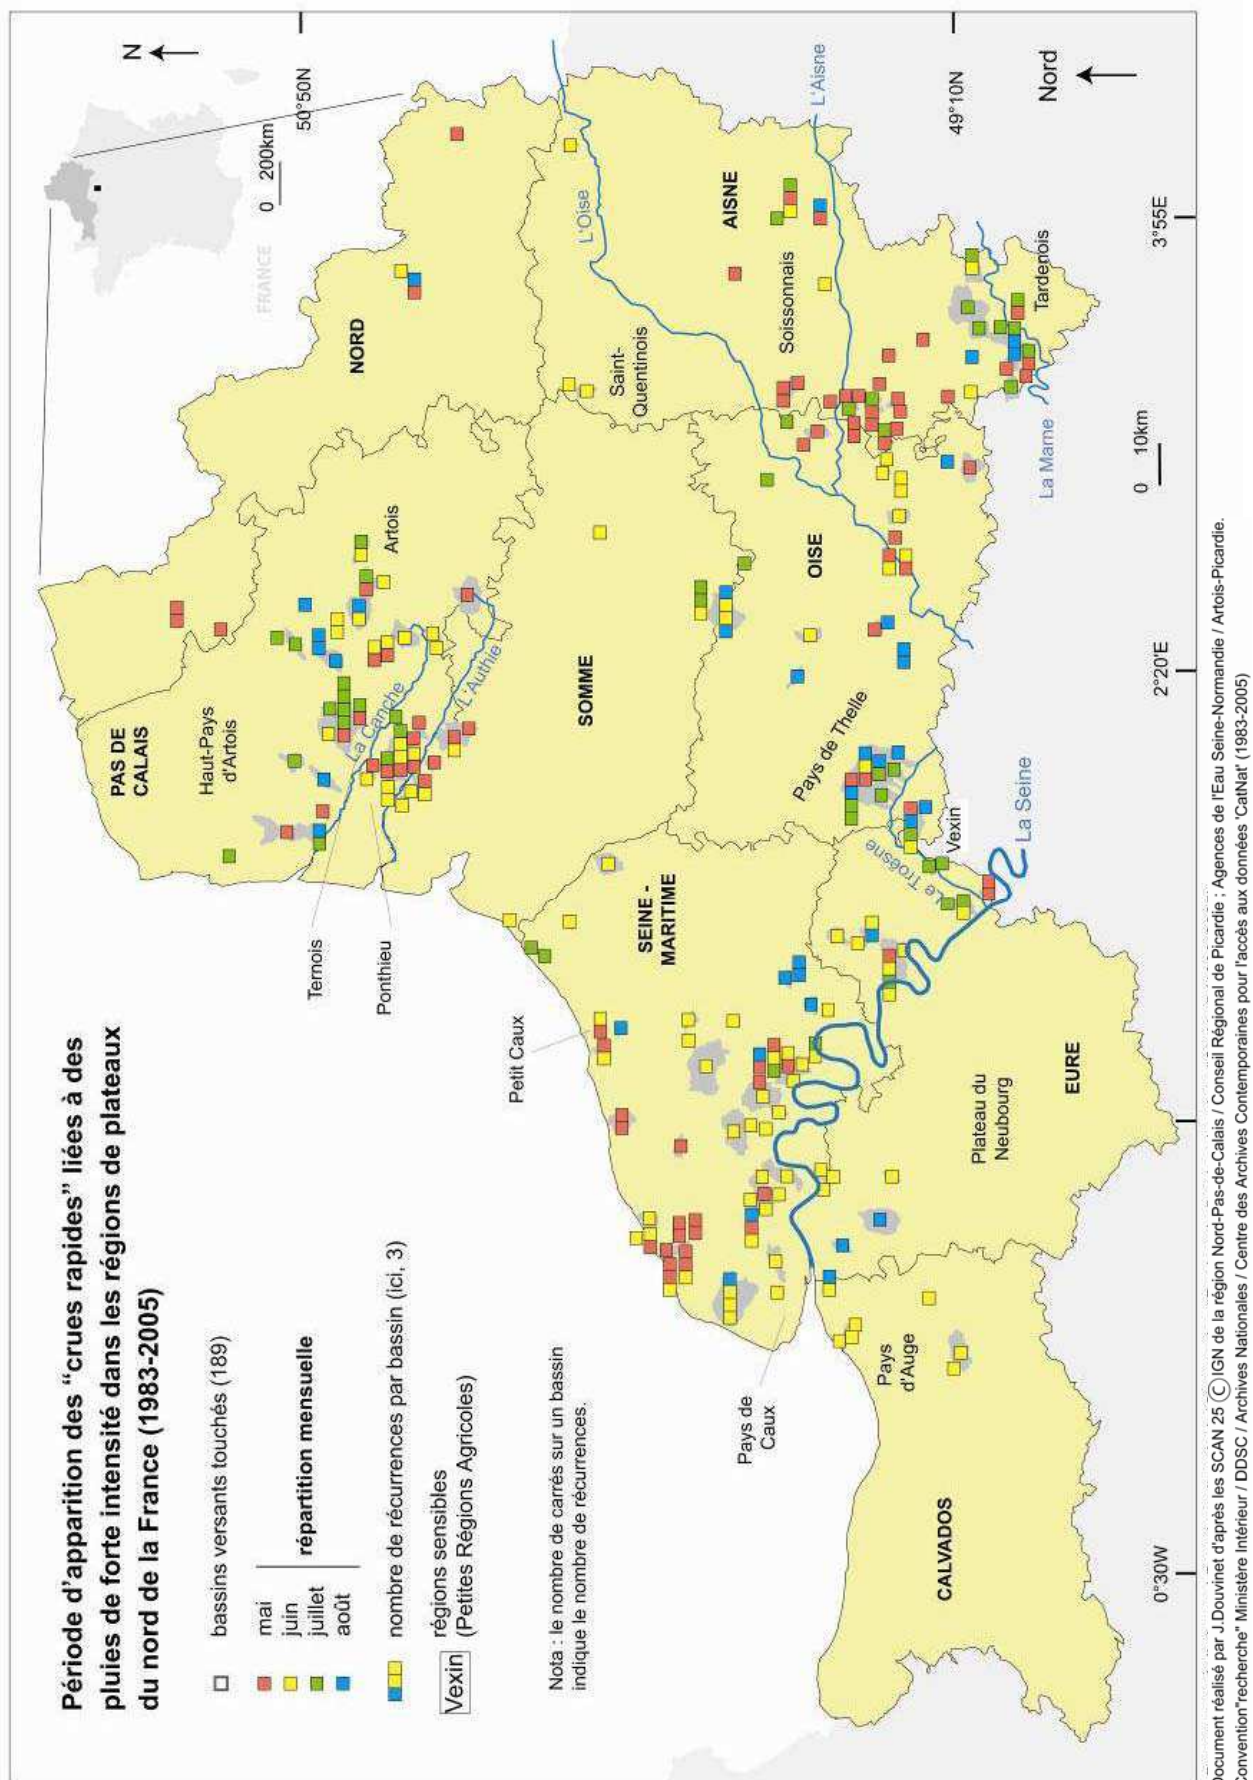 Période d'apparition des "crues rapides" liées à des
pluies de forte intensité dans les régions de plateaux
du nord de la France (1983-2005)
bassins versants touchés (189)
mai
juin
juillet
août
répartition mensuelle
nombre de récurrences par bassin (ici, 3)
Vexin
régions sensibles
(Petites Régions Agricoles)
Nota : le nombre de carrés sur un bassin
indique le nombre de récurrences.
N
FRANCE
0 200km
50°50N
PAS DE
CALAIS
Haut-Pays
d'Artois
NORD
Artois
La Canche
L'Authie
Ternois
Ponthieu
SOMME
Saint-
Quentinois
L'Oise
AISNE
Soissonnais
L'Aisne
Petit Caux
SEINE -
MARITIME
OISE
Pays de Thelle
Le Troësne
Vexin
La Seine
Tardenois
La Marne
Pays de
Caux
Pays
d'Auge
Plateau du
Neubourg
EURE
CALVADOS
49°10N
Nord
0 10km
0°30W
2°20'E
3°55E
Document réalisé par J.Douvinet d'après les SCAN 25 © IGN de la région Nord-Pas-de-Calais / Conseil Régional de Picardie ; Agences de l'Eau Seine-Normandie / Artois-Picardie.
Convention"recherche" Ministère Intérieur / DDSC / Archives Nationales / Centre des Archives Contemporaines pour l'accès aux données 'CatNat' (1983-2005)